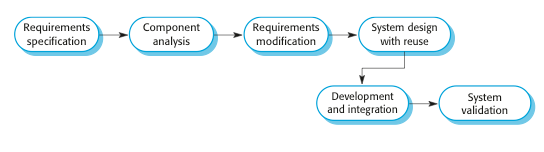 Requirements
specification
Component
analysis
Requirements
modification
System design
with reuse
Development
and integration
System
validation